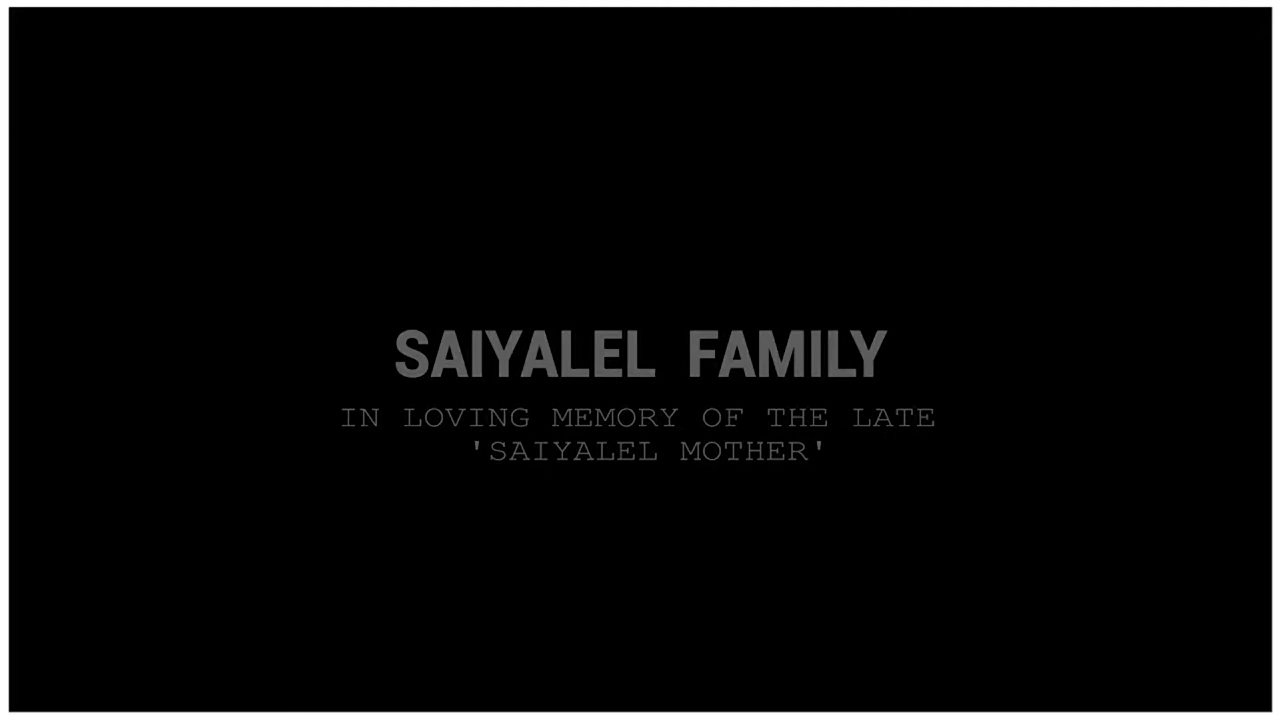 SAIYALEL FAMILY
IN LOVING MEMORY OF THE LATE
'SAIYALEL MOTHER'